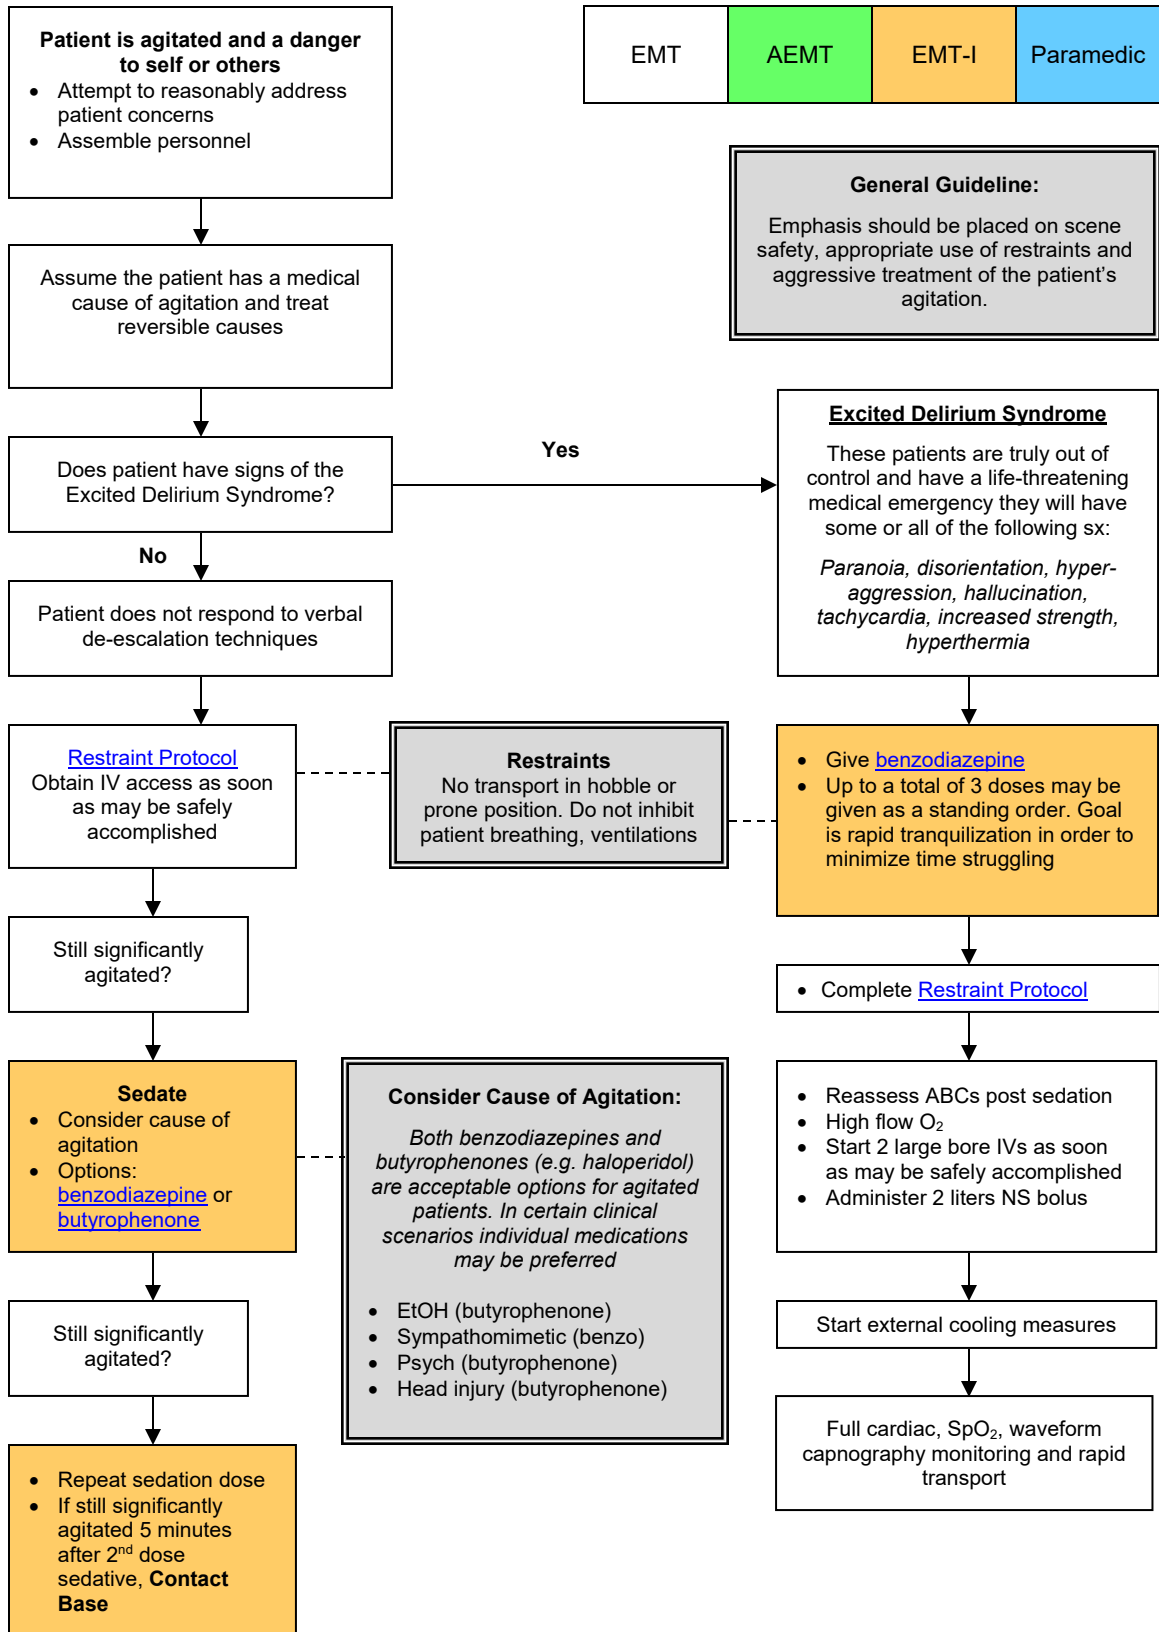 Patient is agitated and a danger
to self or others
• Attempt to reasonably address
patient concerns
• Assemble personnel
EMT
AEMT
EMT-I
Paramedic
General Guideline:
Emphasis should be placed on scene
safety, appropriate use of restraints and
aggressive treatment of the patient’s
agitation.
Assume the patient has a medical
cause of agitation and treat
reversible causes
Does patient have signs of the
Excited Delirium Syndrome?
Yes
No
Excited Delirium Syndrome
These patients are truly out of
control and have a life-threatening
medical emergency they will have
some or all of the following sx:
Paranoia, disorientation, hyper-
aggression, hallucination,
tachycardia, increased strength,
hyperthermia
Patient does not respond to verbal
de-escalation techniques
Restraint Protocol
Obtain IV access as soon
as may be safely
accomplished
Restraints
No transport in hobble or
prone position. Do not inhibit
patient breathing, ventilations
• Give benzodiazepine
• Up to a total of 3 doses may be
given as a standing order. Goal
is rapid tranquilization in order to
minimize time struggling
Still significantly
agitated?
• Complete Restraint Protocol
Sedate
• Consider cause of
agitation
• Options:
benzodiazepine or
butyrophenone
Consider Cause of Agitation:
Both benzodiazepines and
butyrophenones (e.g. haloperidol)
are acceptable options for agitated
patients. In certain clinical
scenarios individual medications
may be preferred
• EtOH (butyrophenone)
• Sympathomimetic (benzo)
• Psych (butyrophenone)
• Head injury (butyrophenone)
• Reassess ABCs post sedation
• High flow O₂
• Start 2 large bore IVs as soon
as may be safely accomplished
• Administer 2 liters NS bolus
Still significantly
agitated?
Start external cooling measures
• Repeat sedation dose
• If still significantly
agitated 5 minutes
after 2nd dose
sedative, Contact
Base
Full cardiac, SpO₂, waveform
capnography monitoring and rapid
transport